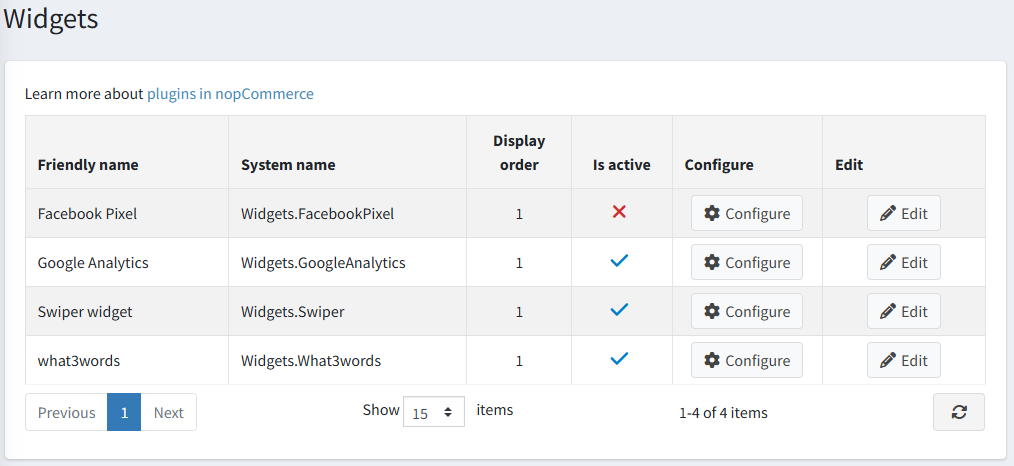 Widgets
Learn more about plugins in nopCommerce
Friendly name System name Display order Is active Configure Edit
Facebook Pixel Widgets.FacebookPixel 1 Configure Edit
Google Analytics Widgets.GoogleAnalytics 1 Configure Edit
Swiper widget Widgets.Swiper 1 Configure Edit
what3words Widgets.What3words 1 Configure Edit
Previous 1 Next Show 15 items 1-4 of 4 items